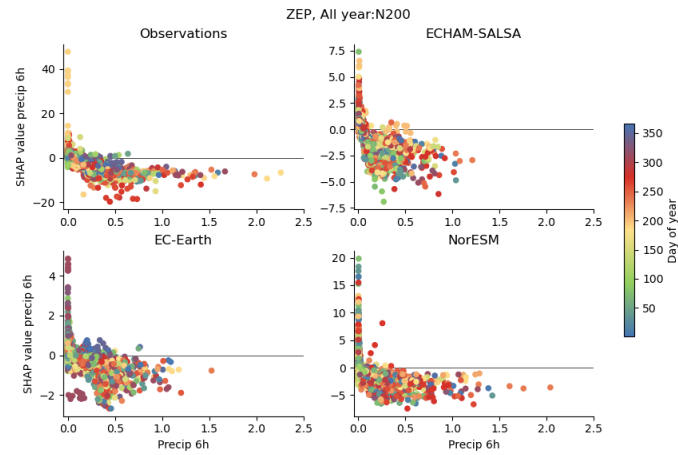 ZEP, All year:N200
Observations
ECHAM-SALSA
SHAP value precip 6h
40
20
0
−20
0.0 0.5 1.0 1.5 2.0 2.5
7.5
5.0
2.5
0.0
−2.5
−5.0
−7.5
0.0 0.5 1.0 1.5 2.0 2.5
EC-Earth
NorESM
SHAP value precip 6h
4
2
0
−2
0.0 0.5 1.0 1.5 2.0 2.5
Precip 6h
20
15
10
5
0
−5
0.0 0.5 1.0 1.5 2.0 2.5
Precip 6h
350
300
250
200
150
100
50
Day of year